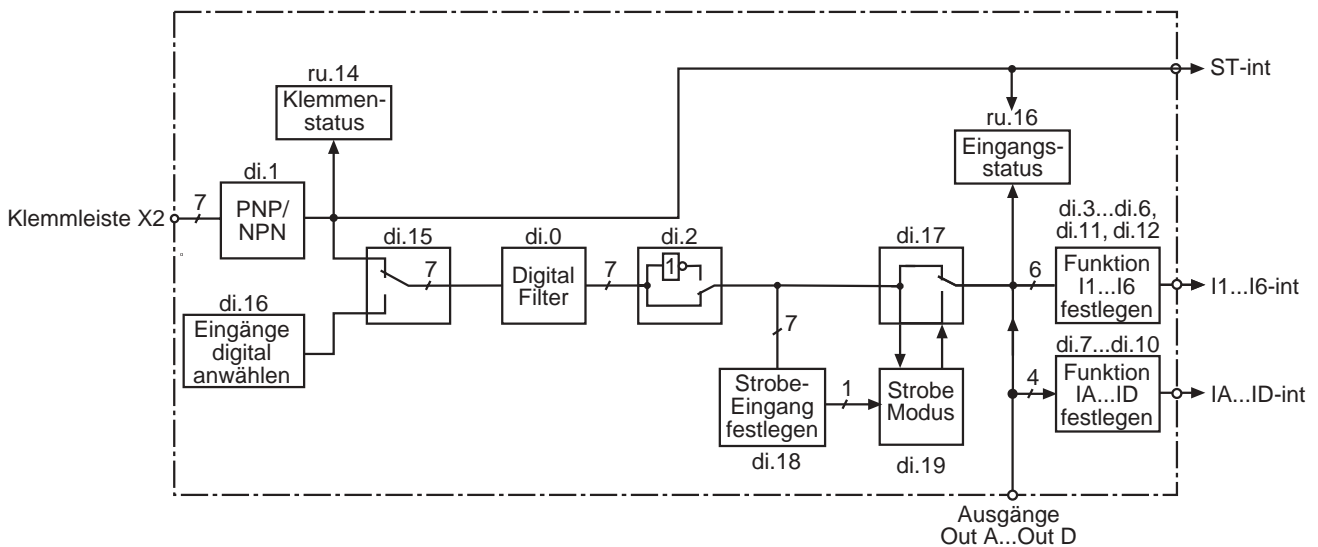 ST-int
ru.14
Klemmen-
status
ru.16
Eingangs-
status
di.1
Klemmleiste X2
7
PNP/
NPN
di.3...di.6,
di.11, di.12
di.15
7
di.0
Digital
Filter
7
di.2
1
di.17
6
Funktion
I1...I6
festlegen
I1...I6-int
di.16
Eingänge
digital
anwählen
7
di.7...di.10
Strobe-
Eingang
festlegen
di.18
1
Strobe
Modus
di.19
4
Funktion
IA...ID
festlegen
IA...ID-int
Ausgänge
Out A...Out D